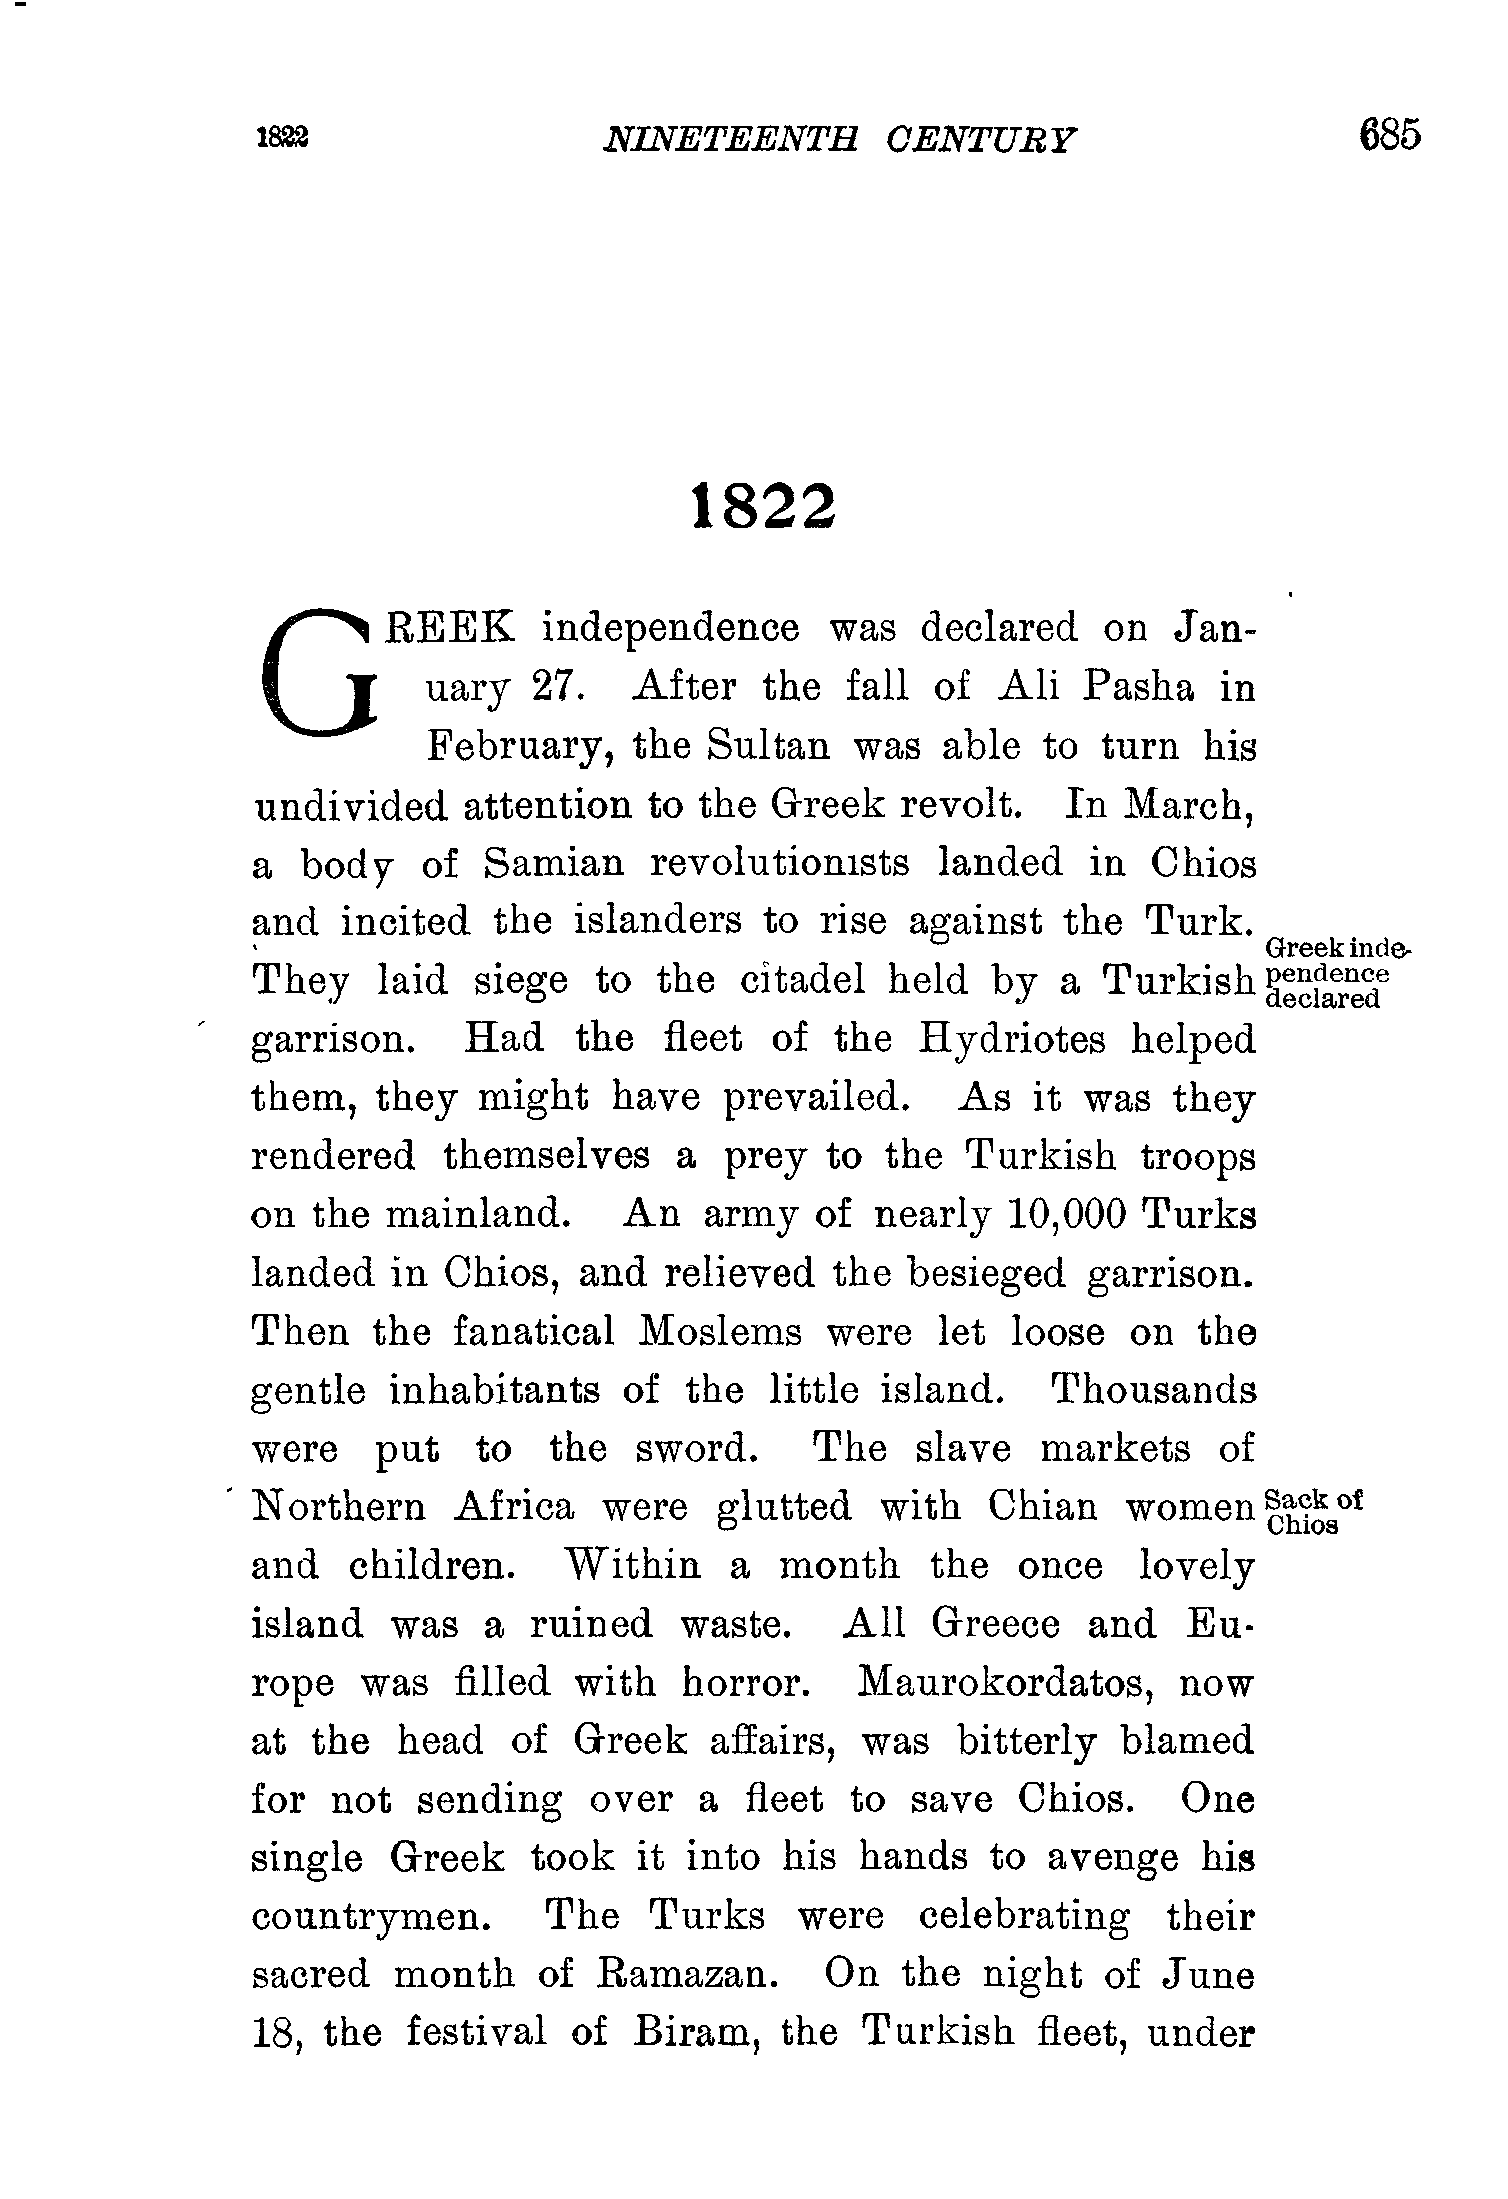 1822 NINETEENTH CENTURY 685
1822
GREEK independence was declared on Jan-
uary 27. After the fall of Ali Pasha in
February, the Sultan was able to turn his
undivided attention to the Greek revolt. In March,
a body of Samian revolutionists landed in Chios
and incited the islanders to rise against the Turk.
They laid siege to the citadel held by a Turkish
Greek inde-
pendence
declared
garrison. Had the fleet of the Hydriotes helped
them, they might have prevailed. As it was they
rendered themselves a prey to the Turkish troops
on the mainland. An army of nearly 10,000 Turks
landed in Chios, and relieved the besieged garrison.
Then the fanatical Moslems were let loose on the
gentle inhabitants of the little island. Thousands
were put to the sword. The slave markets of
Northern Africa were glutted with Chian women
Sack of
Chios
and children. Within a month the once lovely
island was a ruined waste. All Greece and Eu-
rope was filled with horror. Maurokordatos, now
at the head of Greek affairs, was bitterly blamed
for not sending over a fleet to save Chios. One
single Greek took it into his hands to avenge his
countrymen. The Turks were celebrating their
sacred month of Ramazan. On the night of June
18, the festival of Biram, the Turkish fleet, under